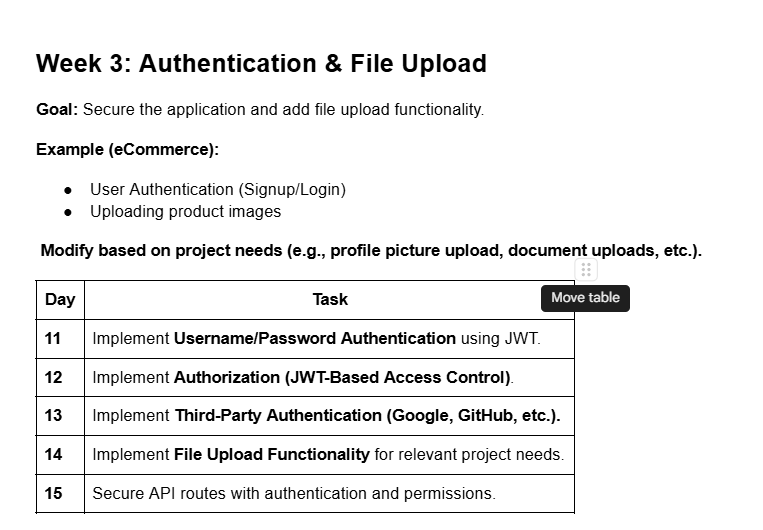 Week 3: Authentication & File Upload
Goal: Secure the application and add file upload functionality.
Example (eCommerce):
● User Authentication (Signup/Login)
● Uploading product images
Modify based on project needs (e.g., profile picture upload, document uploads, etc.).
Day Task
Move table
11 Implement Username/Password Authentication using JWT.
12 Implement Authorization (JWT-Based Access Control).
13 Implement Third-Party Authentication (Google, GitHub, etc.).
14 Implement File Upload Functionality for relevant project needs.
15 Secure API routes with authentication and permissions.